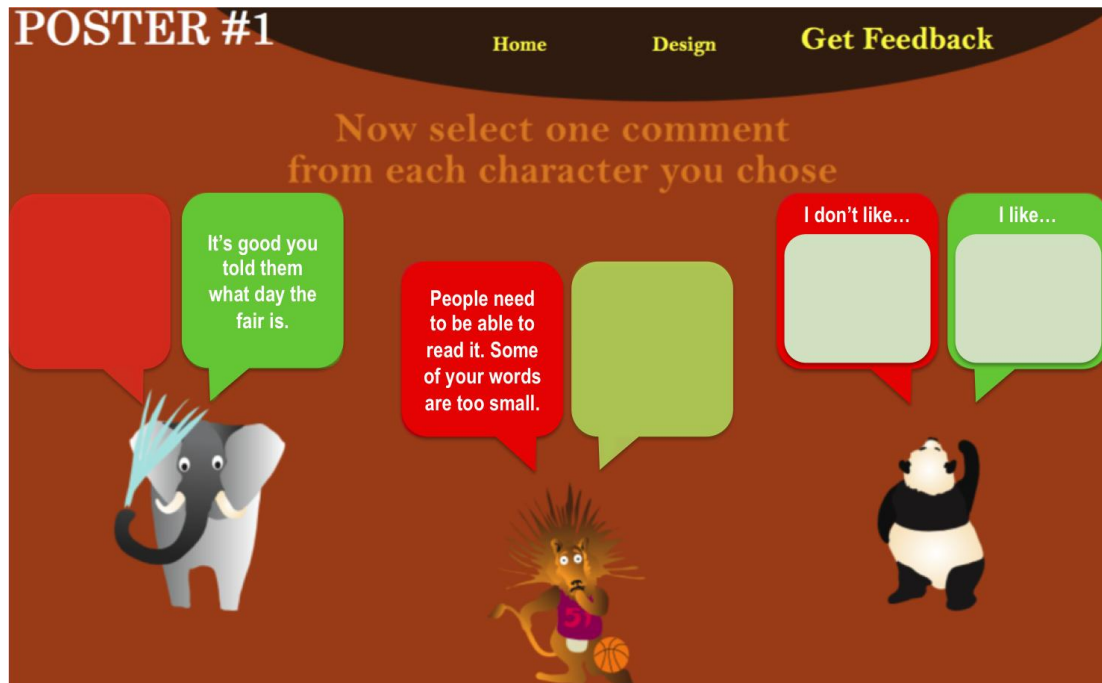 POSTER #1
Home
Design
Get Feedback
Now select one comment
from each character you chose
It's good you
told them
what day the
fair is.
People need
to be able to
read it. Some
of your words
are too small.
I don't like…
I like…
51